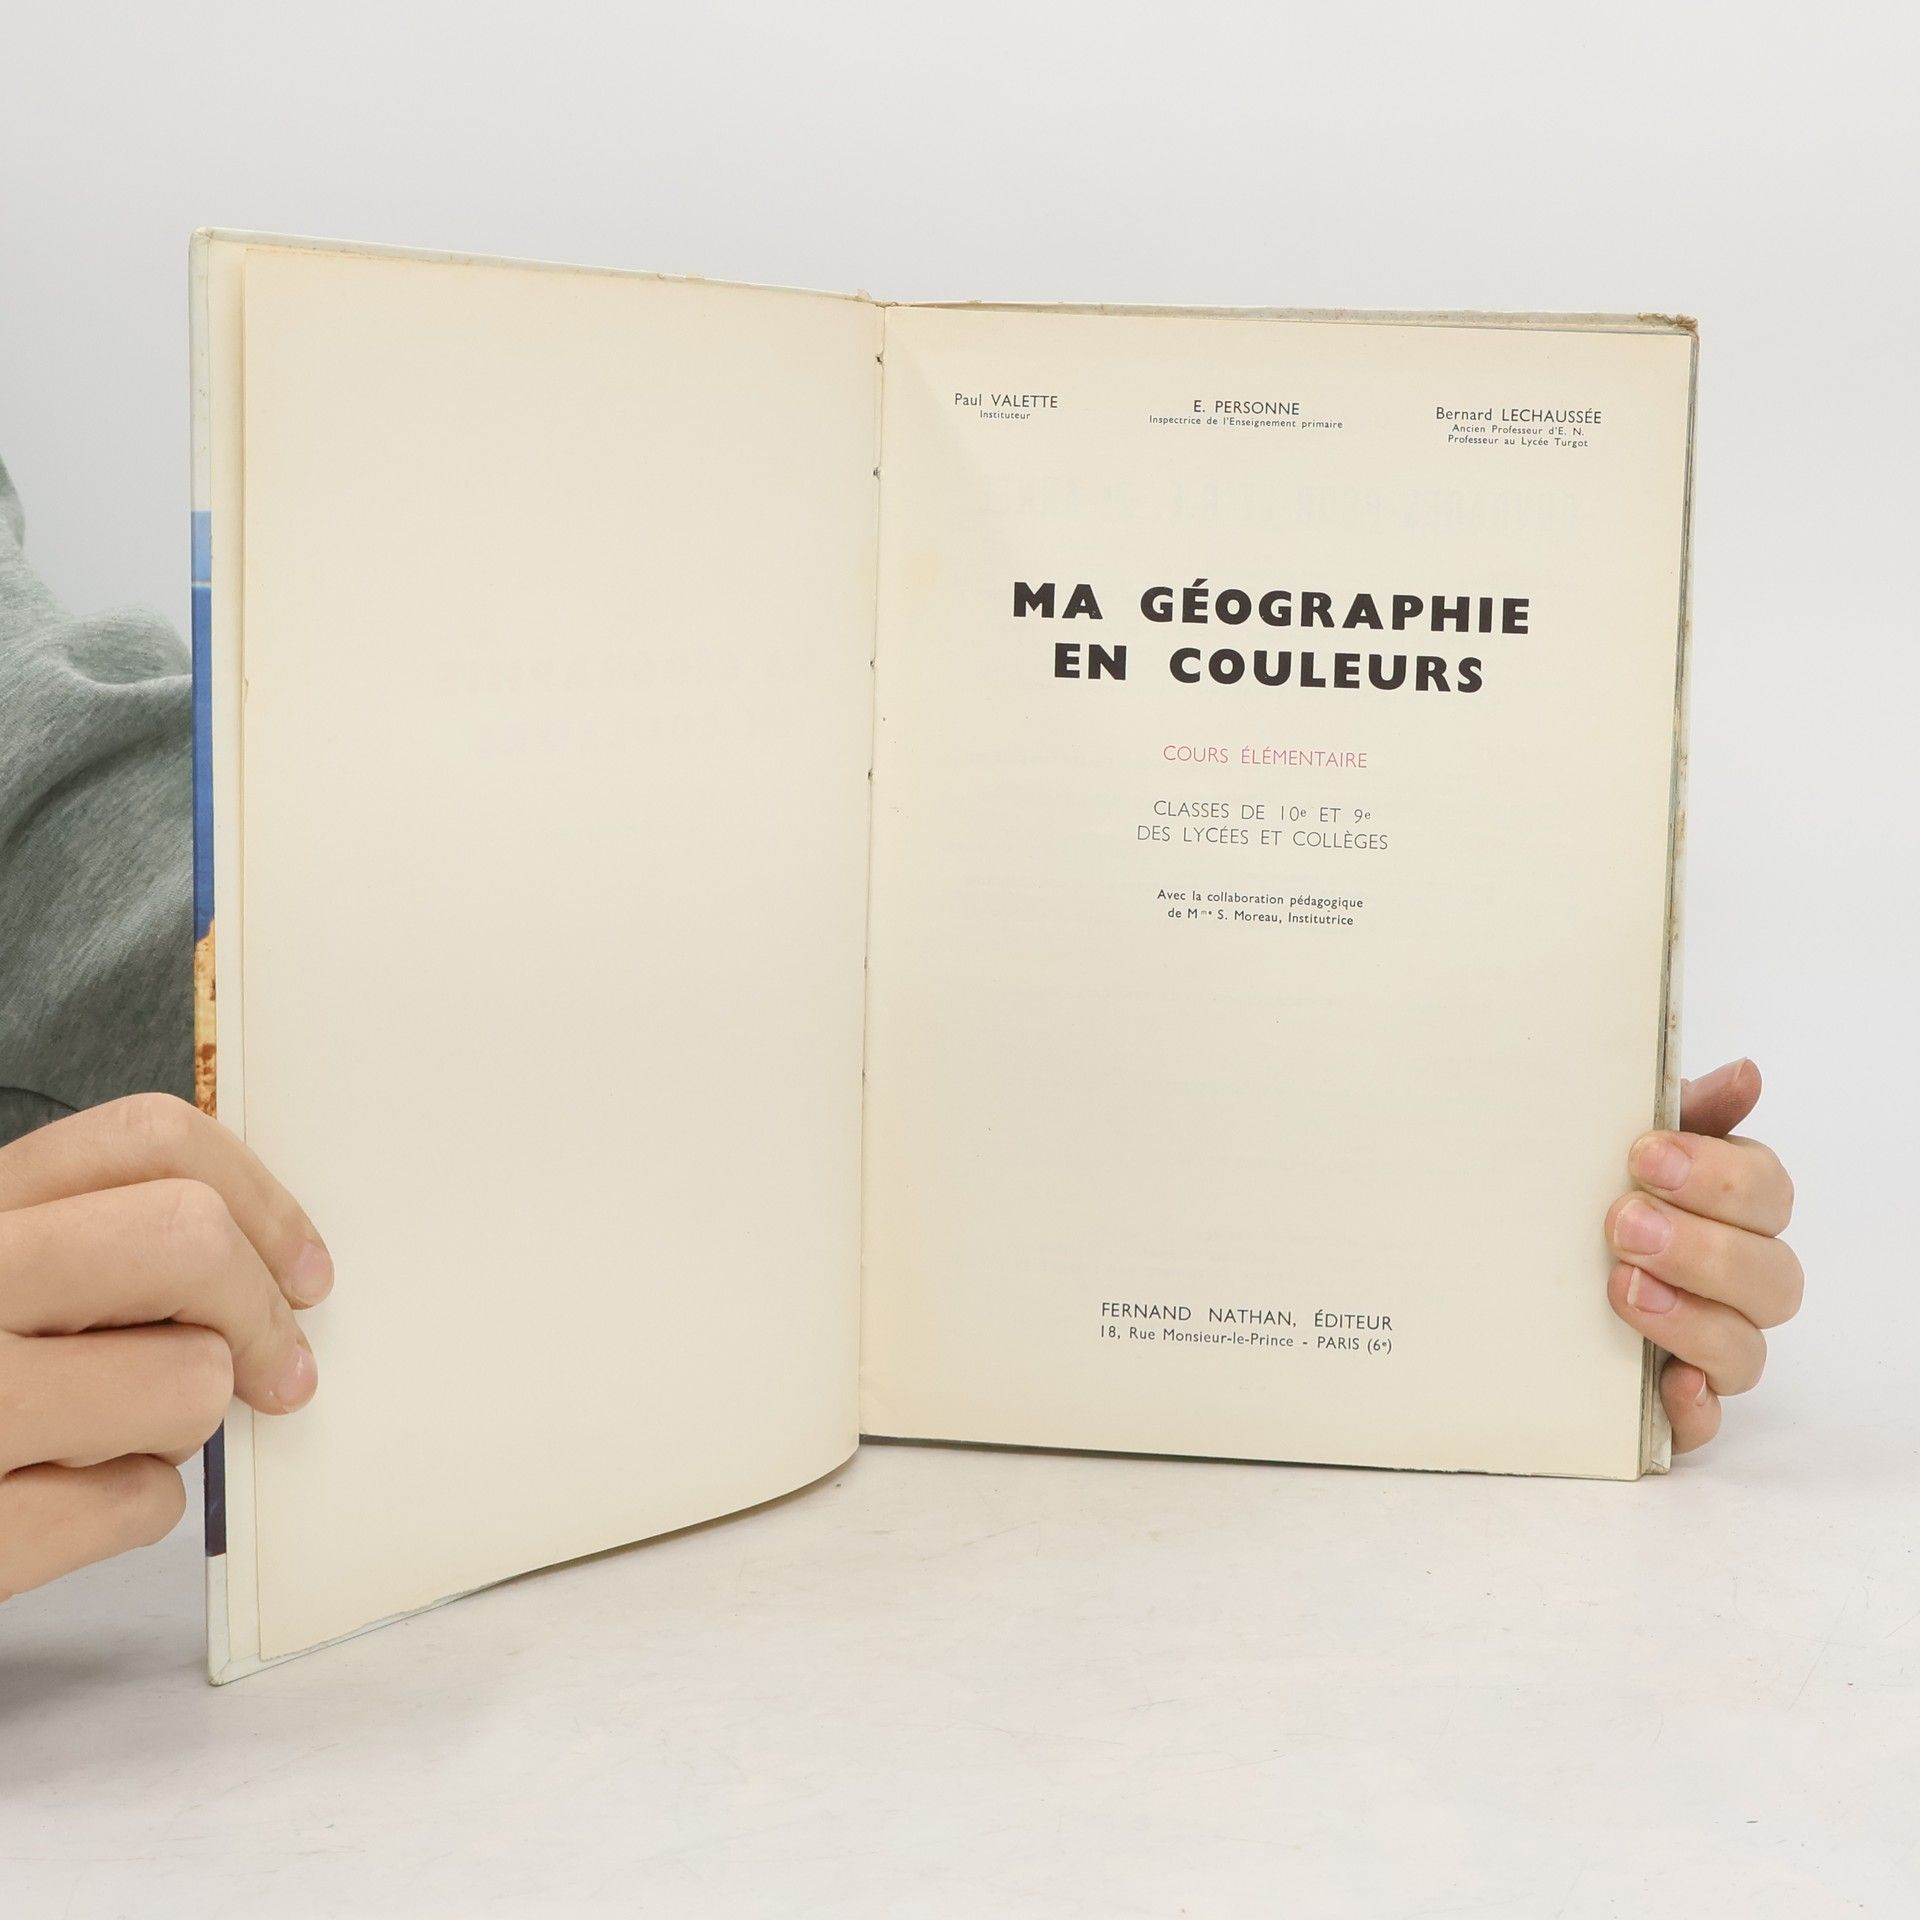 Paul VALETTE
Instituteur
E. PERSONNE
Inspectrice de l'Enseignement primaire
Bernard LECHAUSSÉE
Ancien Professeur d'E. N.
Professeur au Lycée Turgot
MA GÉOGRAPHIE
EN COULEURS
COURS ÉLÉMENTAIRE
CLASSES DE 10e ET 9e
DES LYCÉES ET COLLÈGES
Avec la collaboration pédagogique
de Mme S. Moreau, Institutrice
FERNAND NATHAN, ÉDITEUR
18, Rue Monsieur-le-Prince - PARIS (6e)